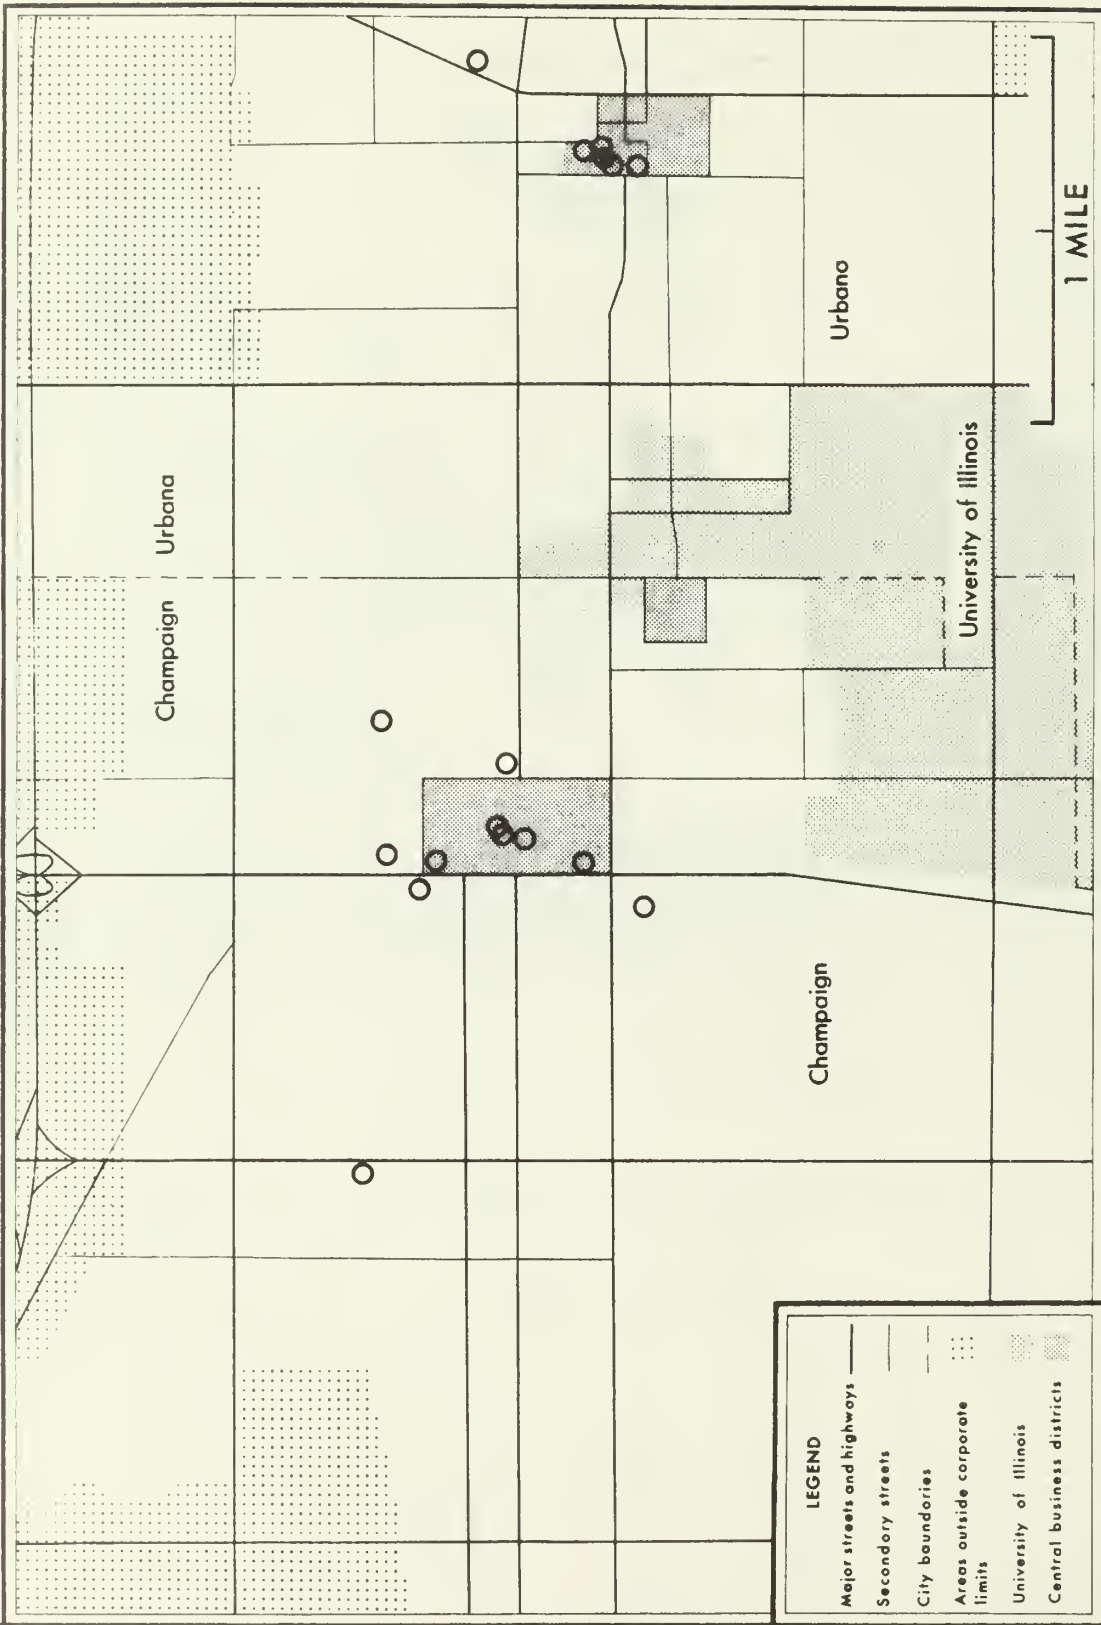 Champaign
Urbana
University of Illinois
Urbana
Champaign
1 MILE
LEGEND
Major streets and highways
Secondary streets
City boundaries
Areas outside corporate
limits
University of Illinois
Central business districts